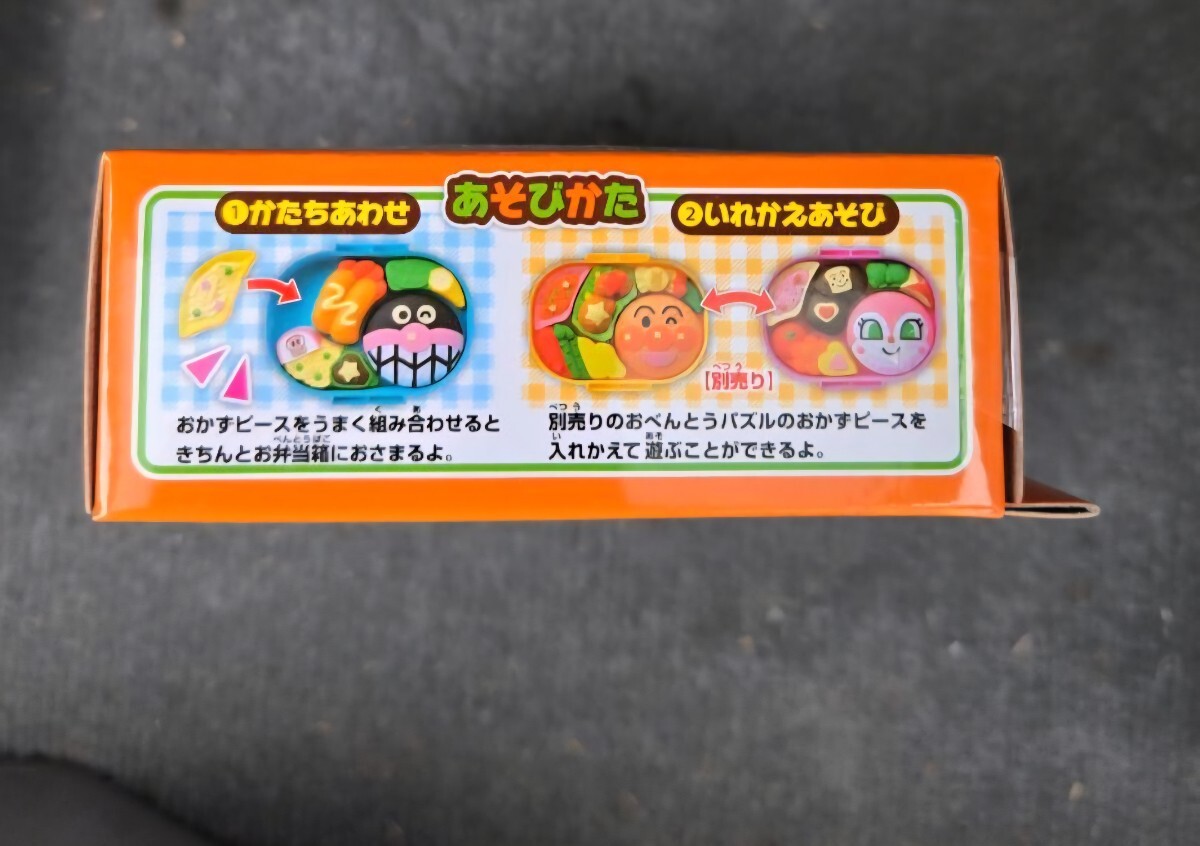 あそびかた
❶かたちあわせ
おかずピースをうまく組み合わせると
きちんとお弁当箱におさまるよ。
❷いれかえあそび
【別売り】
別売りのおべんとうパズルのおかずピースを
入れかえて遊ぶことができるよ。